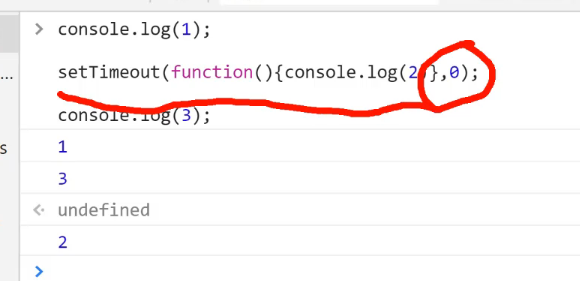 > console.log(1);
... setTimeout(function(){console.log(2)},0);
console.log(3);
s
1
3
undefined
2
>